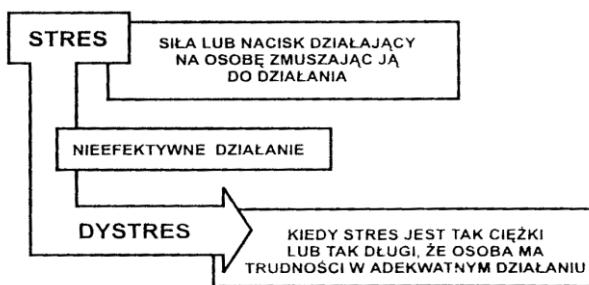 STRES
SIŁA LUB NACISK DZIAŁAJĄCY
NA OSOBĘ ZMUSZAJĄC JĄ
DO DZIAŁANIA
NIEEFEKTYWNE DZIAŁANIE
DYSTRES
KIEDY STRES JEST TAK CIĘŻKI
LUB TAK DŁUGI, ŻE OSOBA MA
TRUDNOŚCI W ADEKWATNYM DZIAŁANIU